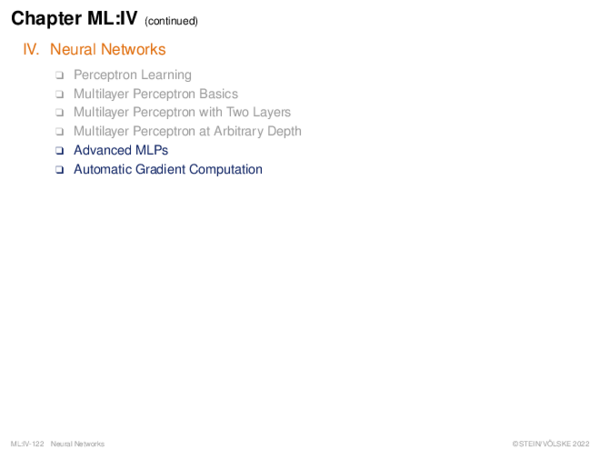 Chapter ML:IV (continued)
IV. Neural Networks
❑ Perceptron Learning
❑ Multilayer Perceptron Basics
❑ Multilayer Perceptron with Two Layers
❑ Multilayer Perceptron at Arbitrary Depth
❑ Advanced MLPs
❑ Automatic Gradient Computation
ML:IV-122 Neural Networks
© STEIN/VÖLSKE 2022